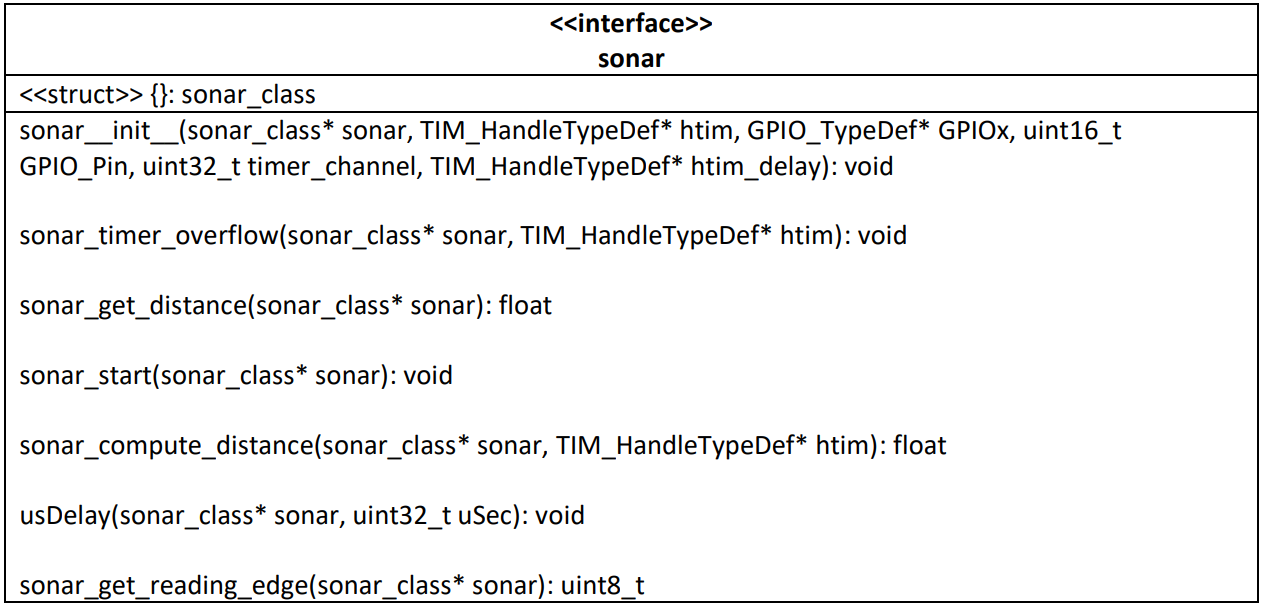 <<interface>>
sonar
<<struct>> {}: sonar_class
sonar__init__(sonar_class* sonar, TIM_HandleTypeDef* htim, GPIO_TypeDef* GPIOx, uint16_t
GPIO_Pin, uint32_t timer_channel, TIM_HandleTypeDef* htim_delay): void
sonar_timer_overflow(sonar_class* sonar, TIM_HandleTypeDef* htim): void
sonar_get_distance(sonar_class* sonar): float
sonar_start(sonar_class* sonar): void
sonar_compute_distance(sonar_class* sonar, TIM_HandleTypeDef* htim): float
usDelay(sonar_class* sonar, uint32_t uSec): void
sonar_get_reading_edge(sonar_class* sonar): uint8_t